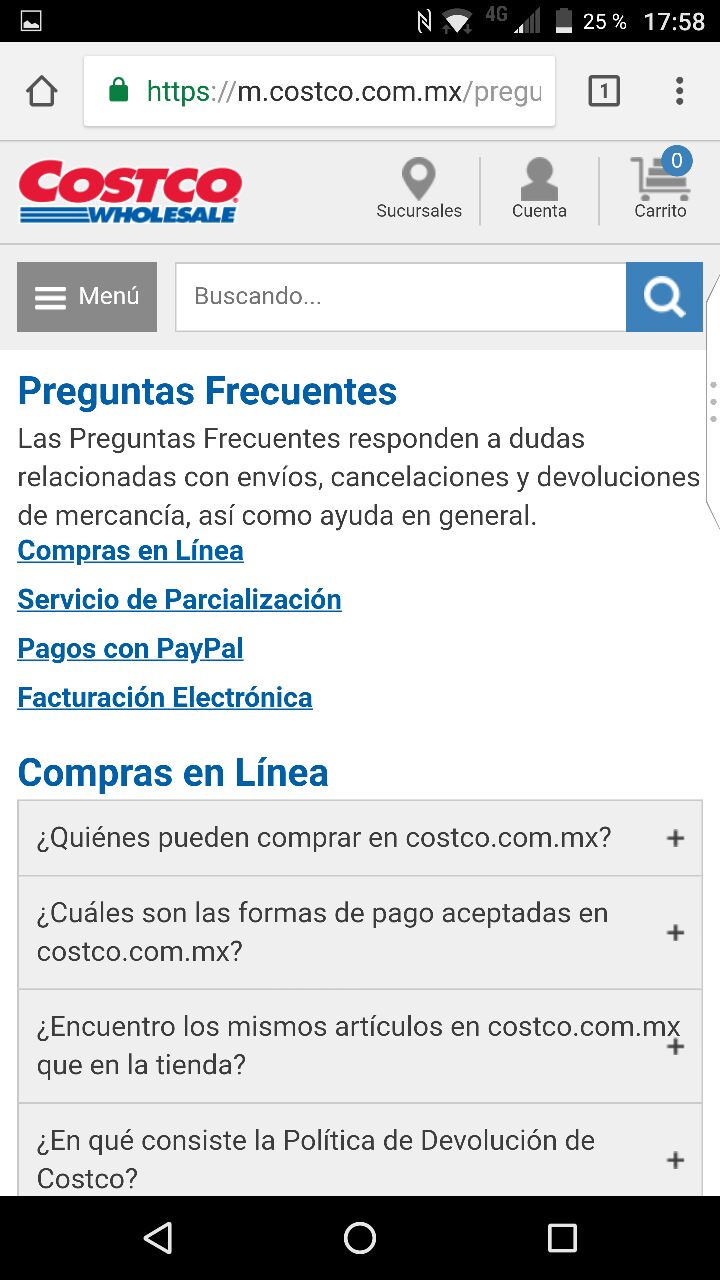 4G 25 % 17:58
https://m.costco.com.mx/pregu
1
COSTCO
WHOLESALE
0
Sucursales Cuenta Carrito
Menú Buscando...
Preguntas Frecuentes
Las Preguntas Frecuentes responden a dudas
relacionadas con envíos, cancelaciones y devoluciones
de mercancía, así como ayuda en general.
Compras en Línea
Servicio de Parcialización
Pagos con PayPal
Facturación Electrónica
Compras en Línea
¿Quiénes pueden comprar en costco.com.mx? +
¿Cuáles son las formas de pago aceptadas en
costco.com.mx? +
¿Encuentro los mismos artículos en costco.com.mx
que en la tienda? +
¿En qué consiste la Política de Devolución de
Costco? +